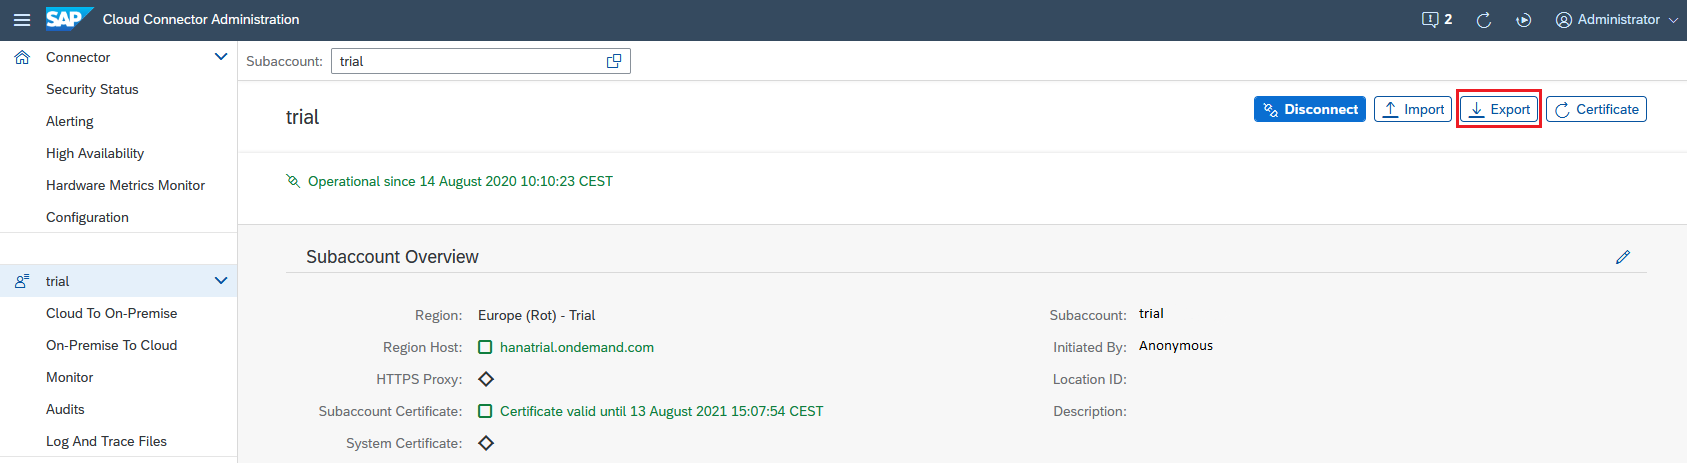 SAP Cloud Connector Administration 2 Administrator
Connector
Security Status
Alerting
High Availability
Hardware Metrics Monitor
Configuration
trial
Cloud To On-Premise
On-Premise To Cloud
Monitor
Audits
Log And Trace Files
Subaccount: trial
trial
Disconnect Import Export Certificate
Operational since 14 August 2020 10:10:23 CEST
Subaccount Overview
Region: Europe (Rot) - Trial
Region Host: hanatrial.ondemand.com
HTTPS Proxy:
Subaccount Certificate: Certificate valid until 13 August 2021 15:07:54 CEST
System Certificate:
Subaccount: trial
Initiated By: Anonymous
Location ID:
Description: